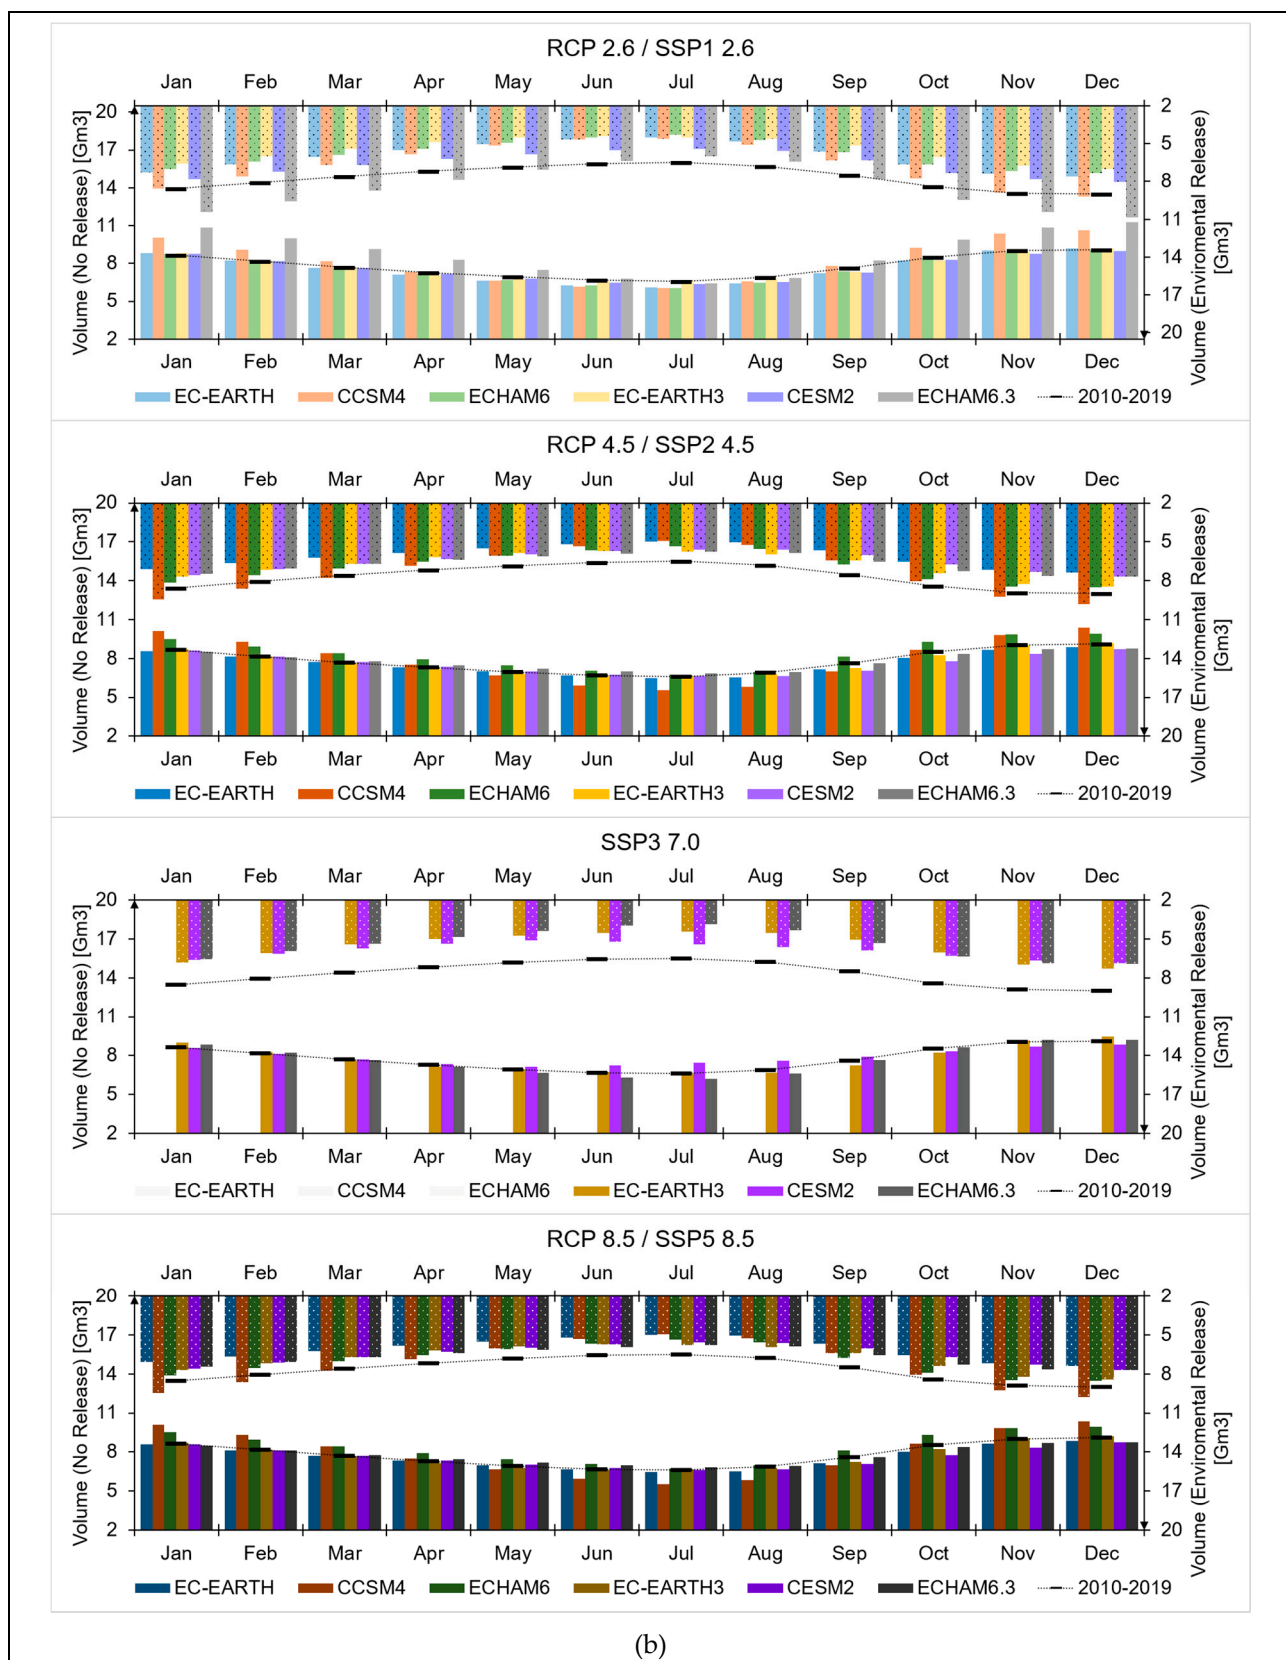 RCP 2.6 / SSP1 2.6
Jan Feb Mar Apr May Jun Jul Aug Sep Oct Nov Dec
20 2
17 5
14 8
11 11
8 14
5 17
2 20
Volume (No Release) [Gm3]
Volume (Enviromental Release)
[Gm3]
Jan Feb Mar Apr May Jun Jul Aug Sep Oct Nov Dec
EC-EARTH CCSM4 ECHAM6 EC-EARTH3 CESM2 ECHAM6.3 2010-2019
RCP 4.5 / SSP2 4.5
Jan Feb Mar Apr May Jun Jul Aug Sep Oct Nov Dec
20 2
17 5
14 8
11 11
8 14
5 17
2 20
Volume (No Release) [Gm3]
Volume (Enviromental Release)
[Gm3]
Jan Feb Mar Apr May Jun Jul Aug Sep Oct Nov Dec
EC-EARTH CCSM4 ECHAM6 EC-EARTH3 CESM2 ECHAM6.3 2010-2019
SSP3 7.0
Jan Feb Mar Apr May Jun Jul Aug Sep Oct Nov Dec
20 2
17 5
14 8
11 11
8 14
5 17
2 20
Volume (No Release) [Gm3]
Volume (Enviromental Release)
[Gm3]
Jan Feb Mar Apr May Jun Jul Aug Sep Oct Nov Dec
EC-EARTH CCSM4 ECHAM6 EC-EARTH3 CESM2 ECHAM6.3 2010-2019
RCP 8.5 / SSP5 8.5
Jan Feb Mar Apr May Jun Jul Aug Sep Oct Nov Dec
20 2
17 5
14 8
11 11
8 14
5 17
2 20
Volume (No Release) [Gm3]
Volume (Enviromental Release)
[Gm3]
Jan Feb Mar Apr May Jun Jul Aug Sep Oct Nov Dec
EC-EARTH CCSM4 ECHAM6 EC-EARTH3 CESM2 ECHAM6.3 2010-2019
(b)